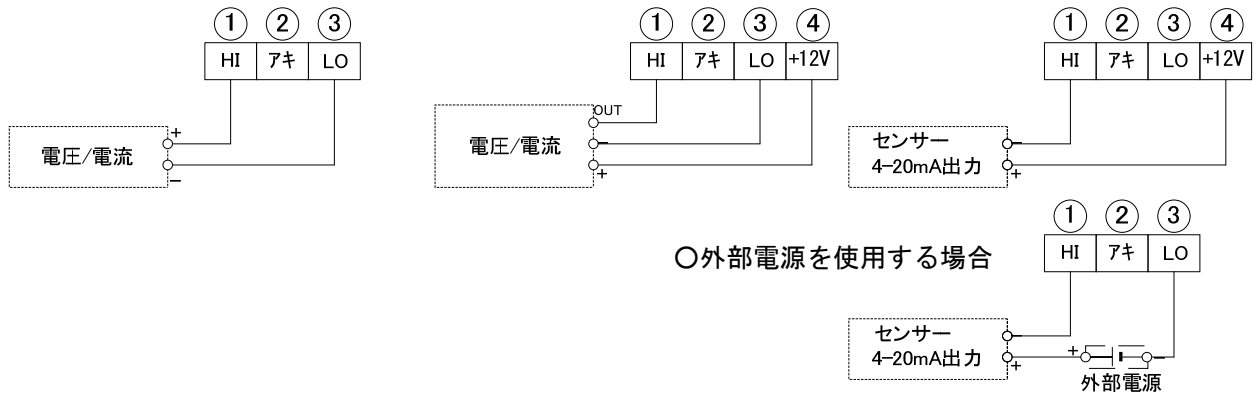 ① ② ③
HI アキ LO
電圧/電流
+
−
① ② ③ ④
HI アキ LO +12V
OUT
電圧/電流
−
+
① ② ③ ④
HI アキ LO +12V
センサー
4−20mA出力
−
+
〇外部電源を使用する場合
① ② ③
HI アキ LO
センサー
4−20mA出力
−
+
+ −
外部電源